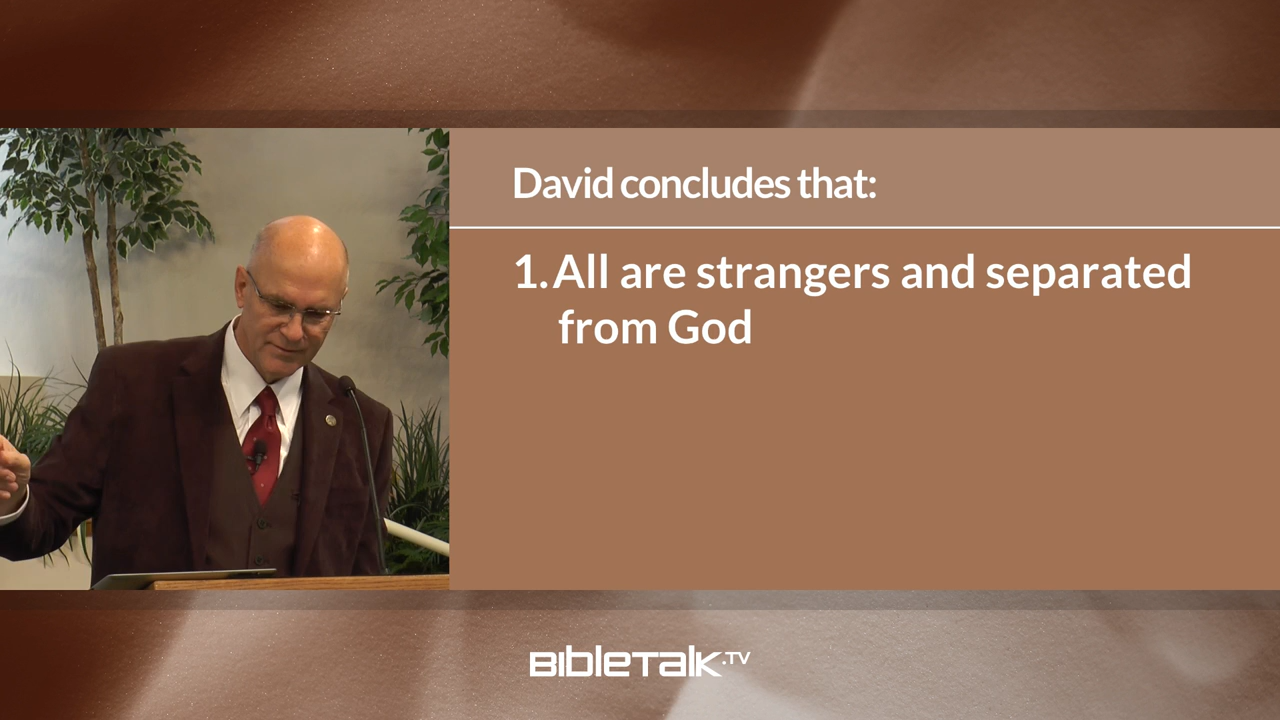 David concludes that:
1. All are strangers and separated
from God
BIBLETALK.TV